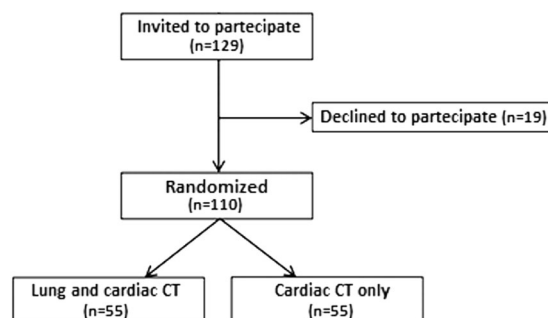 Invited to partecipate
(n=129)
Declined to partecipate (n=19)
Randomized
(n=110)
Lung and cardiac CT
(n=55)
Cardiac CT only
(n=55)